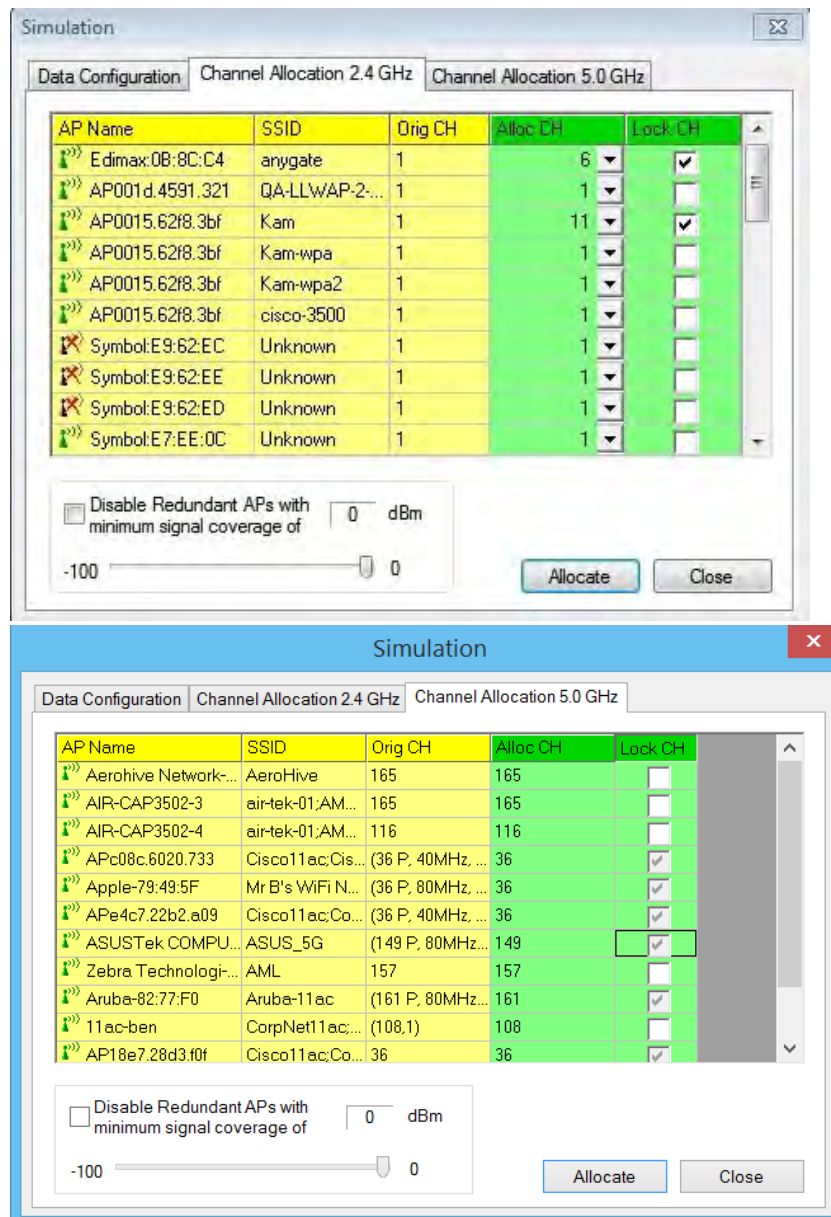 Simulation
Data Configuration Channel Allocation 2.4 GHz Channel Allocation 5.0 GHz
AP Name SSID Orig CH Alloc CH Lock CH
Edimax:0B:8C:C4 anygate 1 6
AP001d.4591.321 QA-LLWAP-2-... 1 1
AP0015.62f8.3bf Kam 1 11
AP0015.62f8.3bf Kam-wpa 1 1
AP0015.62f8.3bf Kam-wpa2 1 1
AP0015.62f8.3bf cisco-3500 1 1
Symbol:E9:62:EC Unknown 1 1
Symbol:E9:62:EE Unknown 1 1
Symbol:E9:62:ED Unknown 1 1
Symbol:E7:EE:0C Unknown 1 1
Disable Redundant APs with
minimum signal coverage of 0 dBm
-100 0
Allocate Close
Simulation
Data Configuration Channel Allocation 2.4 GHz Channel Allocation 5.0 GHz
AP Name SSID Orig CH Alloc CH Lock CH
Aerohive Network-... AeroHive 165 165
AIR-CAP3502-3 air-tek-01;AM... 165 165
AIR-CAP3502-4 air-tek-01;AM... 116 116
APc08c.6020.733 Cisco11ac;Cis... (36 P, 40MHz, ... 36
Apple-79:49:5F Mr B's WiFi N... (36 P, 80MHz, ... 36
APe4c7.22b2.a09 Cisco11ac;Co... (36 P, 40MHz, ... 36
ASUSTek COMPU... ASUS_5G (149 P, 80MHz... 149
Zebra Technologi-... AML 157 157
Aruba-82:77:F0 Aruba-11ac (161 P, 80MHz... 161
11ac-ben CorpNet11ac;... (108,1) 108
AP18e7.28d3.f0f Cisco11ac;Co... 36 36
Disable Redundant APs with
minimum signal coverage of 0 dBm
-100 0
Allocate Close